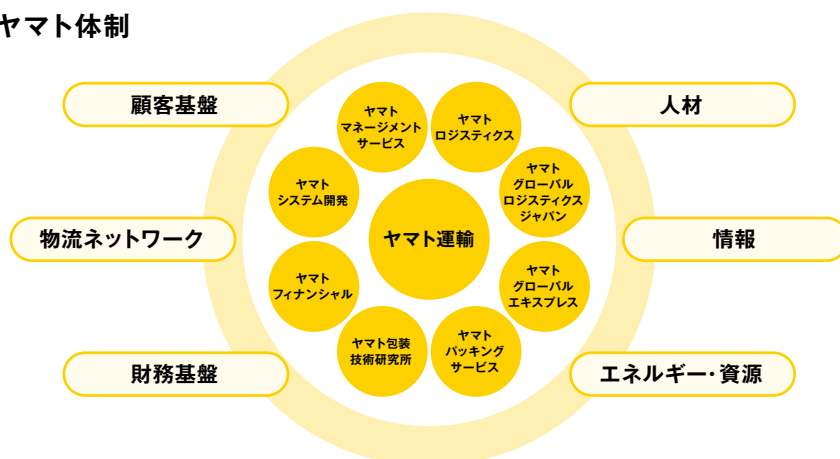 ヤマト体制
顧客基盤
人材
ヤマト
マネージメント
サービス
ヤマト
ロジスティクス
ヤマト
システム開発
ヤマト
グローバル
ロジスティクス
ジャパン
物流ネットワーク
ヤマト運輸
情報
ヤマト
フィナンシャル
ヤマト
グローバル
エキスプレス
ヤマト包装
技術研究所
ヤマト
パッキング
サービス
財務基盤
エネルギー・資源